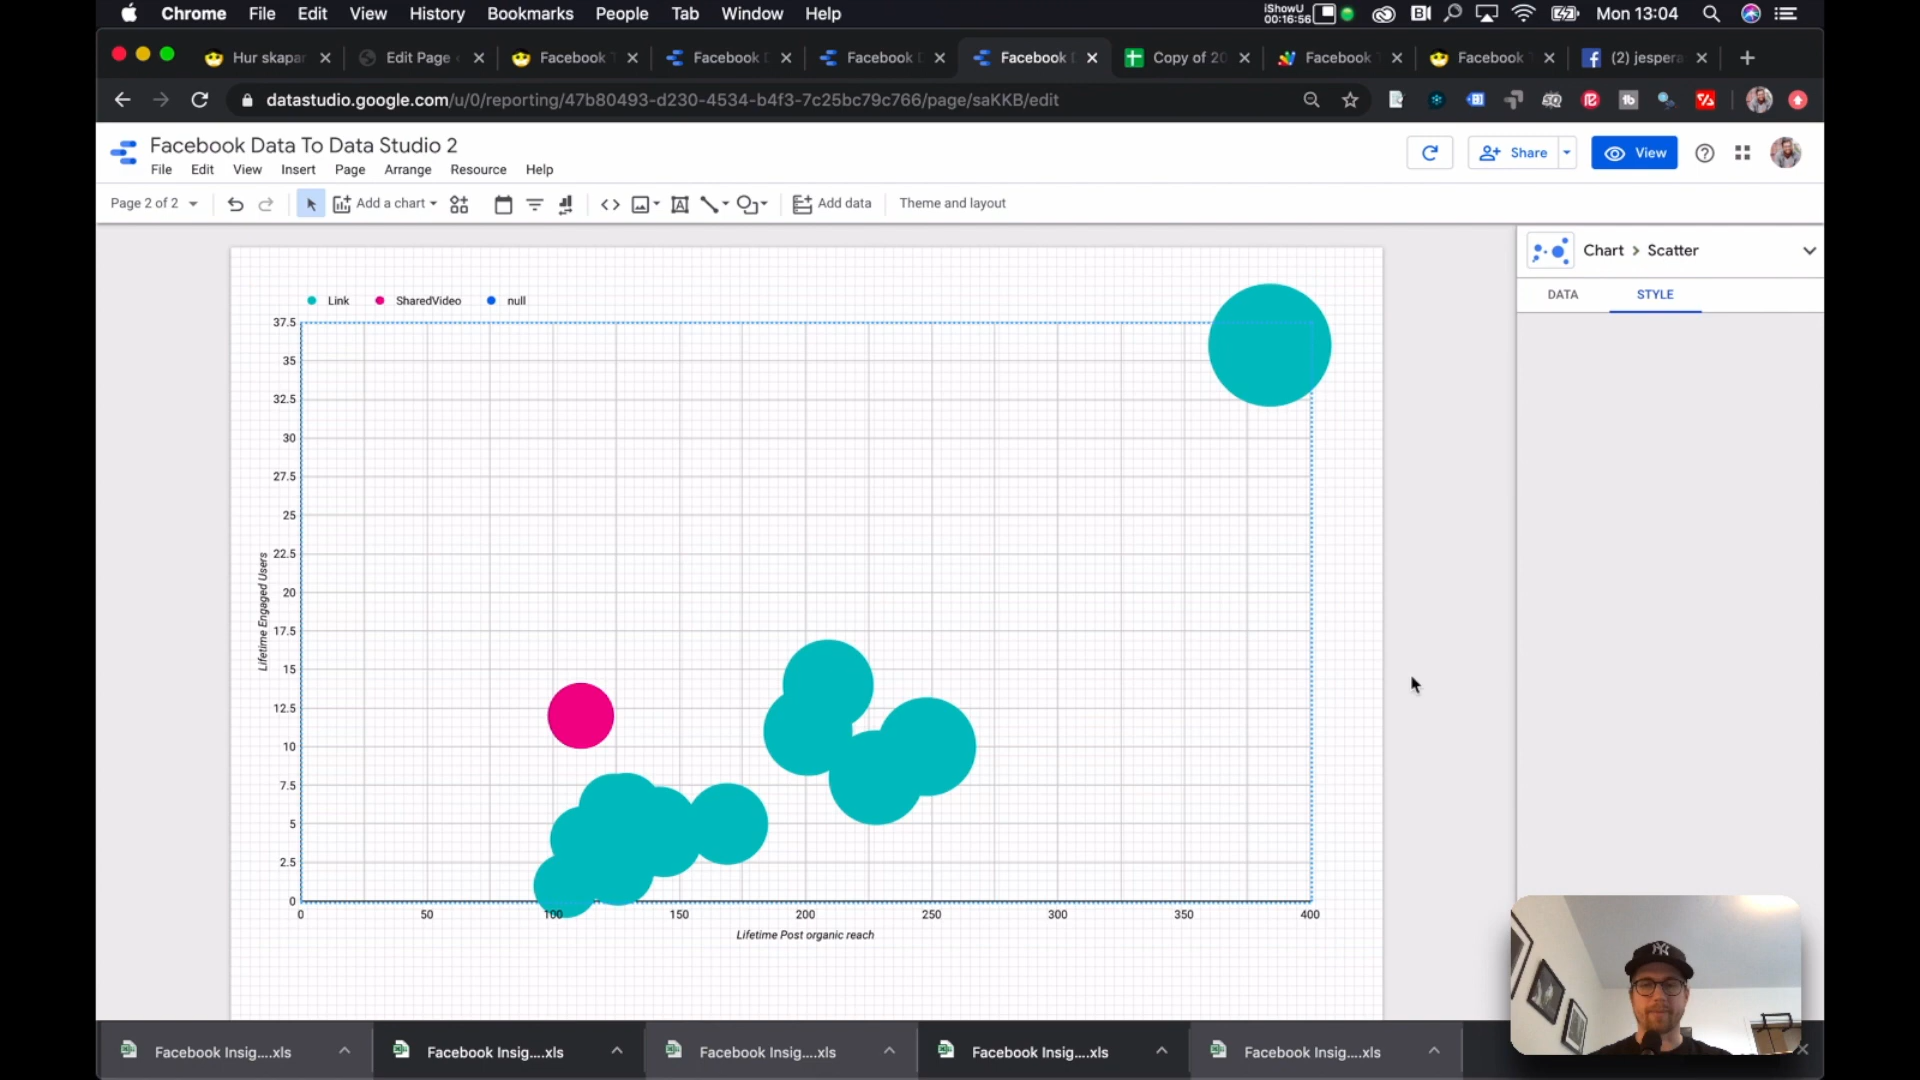 Chrome File Edit View History Bookmarks People Tab Window Help
iShowU
00:16:56
Mon 13:04
Hur skapar
Edit Page
Facebook T
Facebook D
Facebook D
Facebook D
Copy of 20
Facebook T
Facebook T
(2) jespera
datastudio.google.com/u/0/reporting/47b80493-d230-4534-b4f3-7c25bc79c766/page/saKKB/edit
Facebook Data To Data Studio 2
File Edit View Insert Page Arrange Resource Help
Share
View
Page 2 of 2
Add a chart
Add data
Theme and layout
Chart > Scatter
DATA STYLE
Link SharedVideo null
37.5
35
32.5
30
27.5
25
22.5
20
17.5
15
12.5
10
7.5
5
2.5
0
Lifetime Engaged Users
0 50 100 150 200 250 300 350 400
Lifetime Post organic reach
Facebook Insig....xls
Facebook Insig....xls
Facebook Insig....xls
Facebook Insig....xls
Facebook Insig....xls